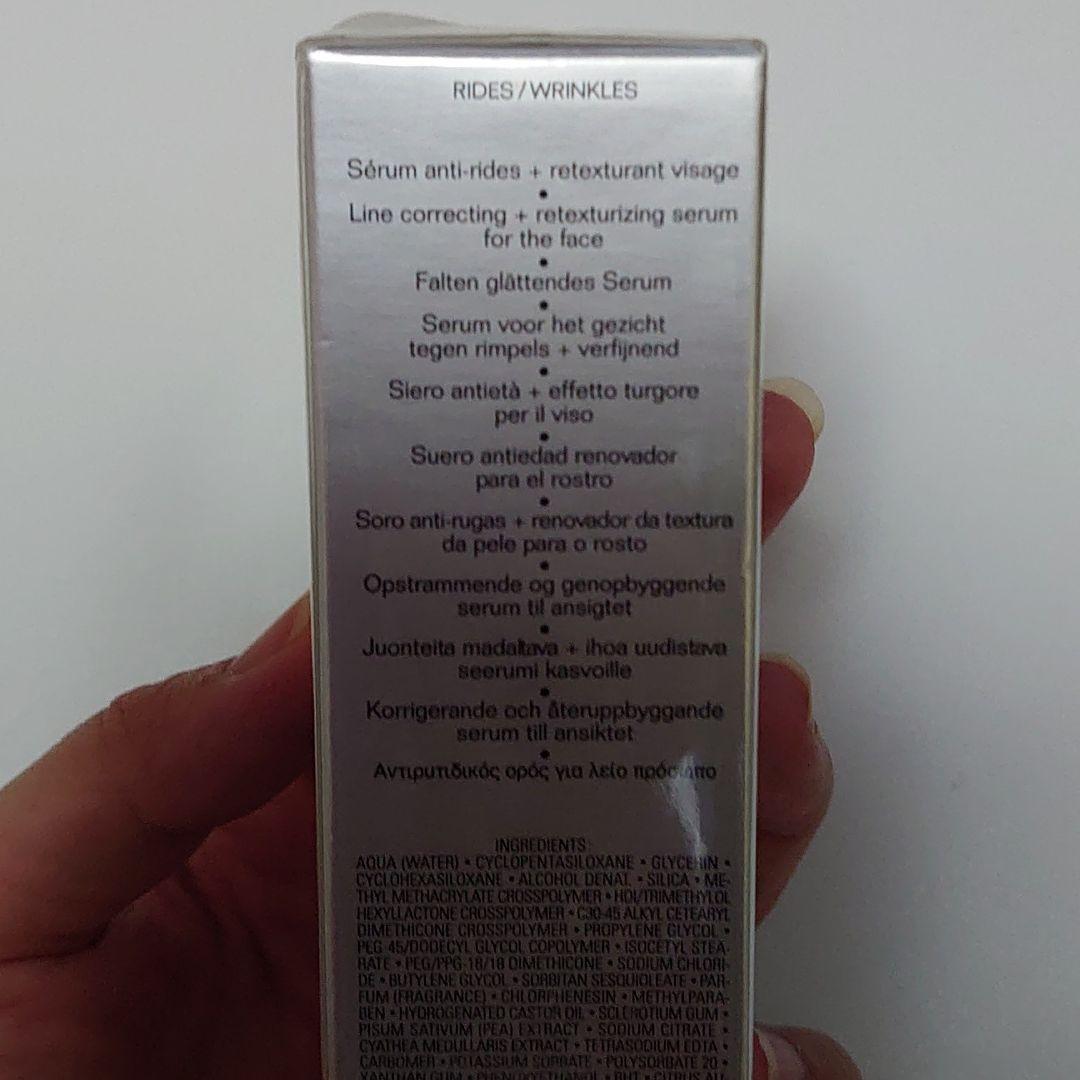 RIDES / WRINKLES
Sérum anti-rides + retexturant visage
•
Line correcting + retexturizing serum
for the face
•
Falten glättendes Serum
•
Serum voor het gezicht
tegen rimpels + verfijnend
•
Siero antietà + effetto turgore
per il viso
•
Suero antiedad renovador
para el rostro
•
Soro anti-rugas + renovador da textura
da pele para o rosto
•
Opstrammende og genopbyggende
serum til ansigtet
•
Juonteita madaltava + ihoa uudistava
seerumi kasvoille
•
Korrigerande och återuppbyggande
serum till ansiktet
•
Αντιρυτιδικός ορός για λείο πρόσωπο
INGREDIENTS:
AQUA (WATER) • CYCLOPENTASILOXANE • GLYCERIN •
CYCLOHEXASILOXANE • ALCOHOL DENAT. • SILICA • ME-
THYL METHACRYLATE CROSSPOLYMER • HDI/TRIMETHYLOL
HEXYLLACTONE CROSSPOLYMER • C30-45 ALKYL CETEARYL
DIMETHICONE CROSSPOLYMER • PROPYLENE GLYCOL •
PEG-45/DODECYL GLYCOL COPOLYMER • ISOCETYL STEA-
RATE • PEG/PPG-18/18 DIMETHICONE • SODIUM CHLORI-
DE • BUTYLENE GLYCOL • SORBITAN SESQUIOLEATE • PAR-
FUM (FRAGRANCE) • CHLORPHENESIN • METHYLPARA-
BEN • HYDROGENATED CASTOR OIL • SCLEROTIUM GUM •
PISUM SATIVUM (PEA) EXTRACT • SODIUM CITRATE •
CYATHEA MEDULLARIS EXTRACT • TETRASODIUM EDTA •
CARBOMER • POTASSIUM SORBATE • POLYSORBATE 20 •
XANTHAN GUM • PHENOXYETHANOL • BHT • CITRUS AU-